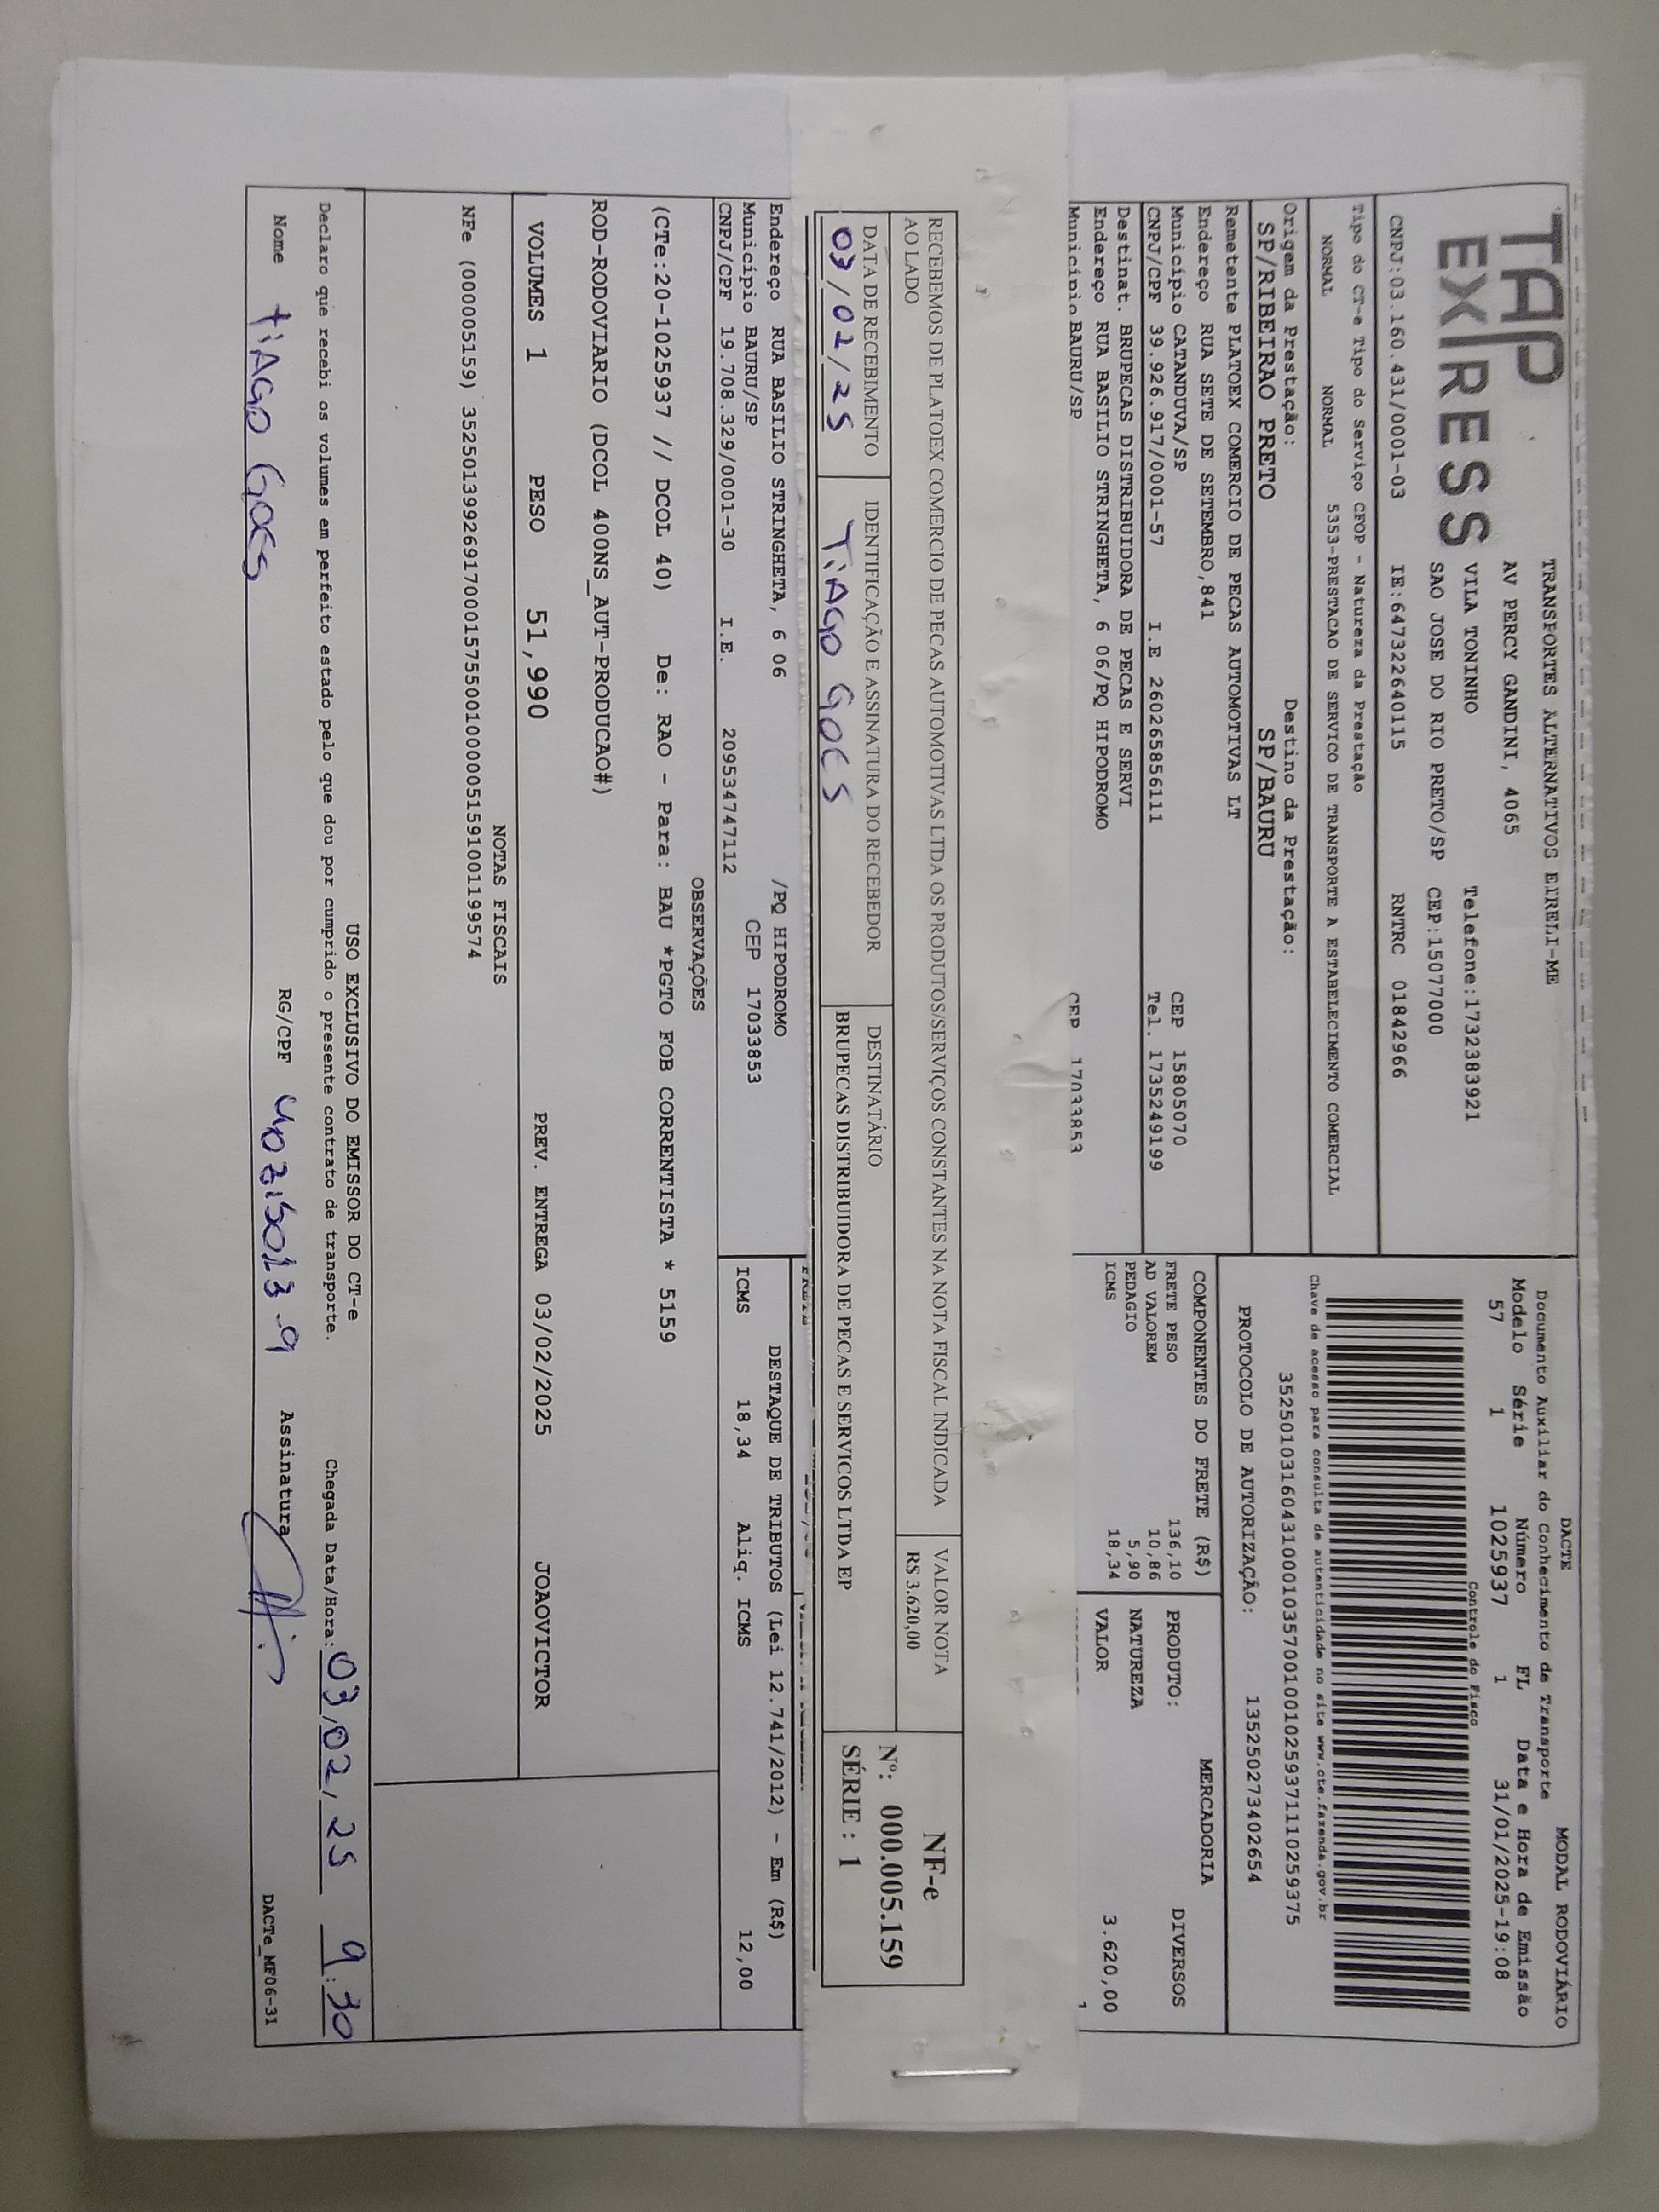 TAP
EXPRESS
TRANSPORTES ALTERNATIVOS EIRELI-ME
AV PERCY GANDINI, 4065
VILA TONINHO Telefone:1732383921
SAO JOSE DO RIO PRETO/SP CEP:15077000
CNPJ:03.160.431/0001-03 IE:647322640115 RNTRC 01842966
Tipo do CT-e Tipo do Serviço CFOP - Natureza da Prestação
NORMAL NORMAL 5353-PRESTACAO DE SERVICO DE TRANSPORTE A ESTABELECIMENTO COMERCIAL
Origem da Prestação: Destino da Prestação:
SP/RIBEIRAO PRETO SP/BAURU
Remetente PLATOEX COMERCIO DE PECAS AUTOMOTIVAS LT
Endereço RUA SETE DE SETEMBRO,841
Município CATANDUVA/SP CEP 15805070
CNPJ/CPF 39.926.917/0001-57 I.E 260265856111 Tel. 1735249199
Destinat. BRUPECAS DISTRIBUIDORA DE PECAS E SERVI
Endereço RUA BASILIO STRINGHETA, 6 06/PQ HIPODROMO
Município BAURU/SP CEP 17033853
DACTE MODAL RODOVIÁRIO
Documento Auxiliar do Conhecimento de Transporte
Modelo Série Número FL Data e Hora de Emissão
57 1 1025937 1 31/01/2025-19:08
Controle do Fisco
Chave de acesso para consulta de autenticidade no site www.cte.fazenda.gov.br
35250103160431000103570010010259371110259375
PROTOCOLO DE AUTORIZAÇÃO: 135250273402654
COMPONENTES DO FRETE (R$) MERCADORIA
FRETE PESO 136,10 PRODUTO: DIVERSOS
AD VALOREM 10,86
PEDAGIO 5,90 NATUREZA
ICMS 18,34 VALOR 3.620,00
RECEBEMOS DE PLATOEX COMERCIO DE PECAS AUTOMOTIVAS LTDA OS PRODUTOS/SERVIÇOS CONSTANTES NA NOTA FISCAL INDICADA
AO LADO
VALOR NOTA
R$ 3.620,00
NF-e
Nº: 000.005.159
SÉRIE : 1
DATA DE RECEBIMENTO IDENTIFICAÇÃO E ASSINATURA DO RECEBEDOR DESTINATÁRIO
03/02/25 TiAGO GOES BRUPECAS DISTRIBUIDORA DE PECAS E SERVICOS LTDA EP
Endereço RUA BASILIO STRINGHETA, 6 06 /PQ HIPODROMO
Município BAURU/SP CEP 17033853
CNPJ/CPF 19.708.329/0001-30 I.E. 209534747112
DESTAQUE DE TRIBUTOS (Lei 12.741/2012) - Em (R$)
ICMS 18,34 Aliq. ICMS 12,00
OBSERVAÇÕES
(CTe:20-1025937 // DCOL 40) De: RAO - Para: BAU *PGTO FOB CORRENTISTA * 5159
ROD-RODOVIARIO (DCOL 400NS_AUT-PRODUCAO#)
VOLUMES 1 PESO 51,990 PREV. ENTREGA 03/02/2025 JOAOVICTOR
NOTAS FISCAIS
NFe (000005159) 35250139926917000157550010000051591001199574
USO EXCLUSIVO DO EMISSOR DO CT-e
Declaro que recebi os volumes em perfeito estado pelo que dou por cumprido o presente contrato de transporte. Chegada Data/Hora: 03/02/25 9:30
Nome tiAGO GOES RG/CPF Assinatura
DACTe_MF06-31